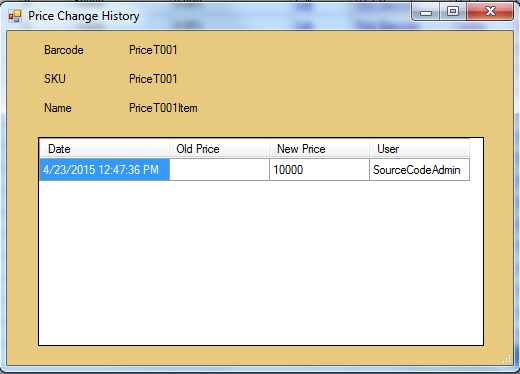 Price Change History
Barcode PriceT001
SKU PriceT001
Name PriceT001Item
Date Old Price New Price User
4/23/2015 12:47:36 PM 10000 SourceCodeAdmin